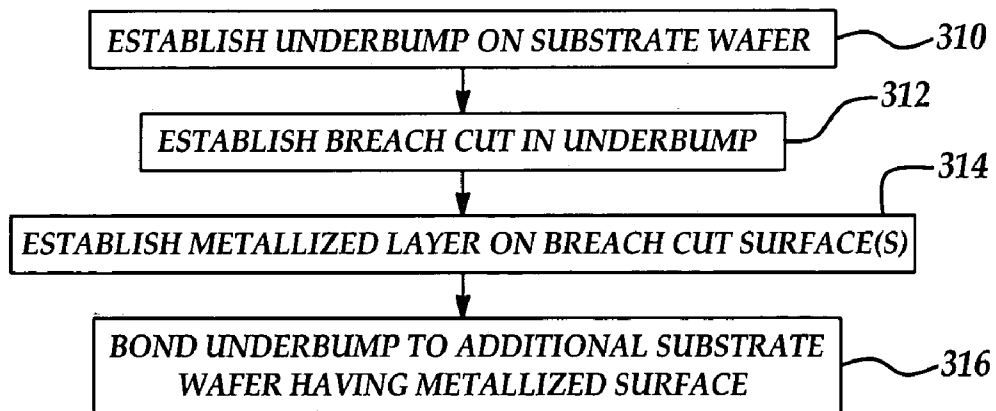 ESTABLISH UNDERBUMP ON SUBSTRATE WAFER
310
312
ESTABLISH BREACH CUT IN UNDERBUMP
314
ESTABLISH METALLIZED LAYER ON BREACH CUT SURFACE(S)
BOND UNDERBUMP TO ADDITIONAL SUBSTRATE
WAFER HAVING METALLIZED SURFACE
316